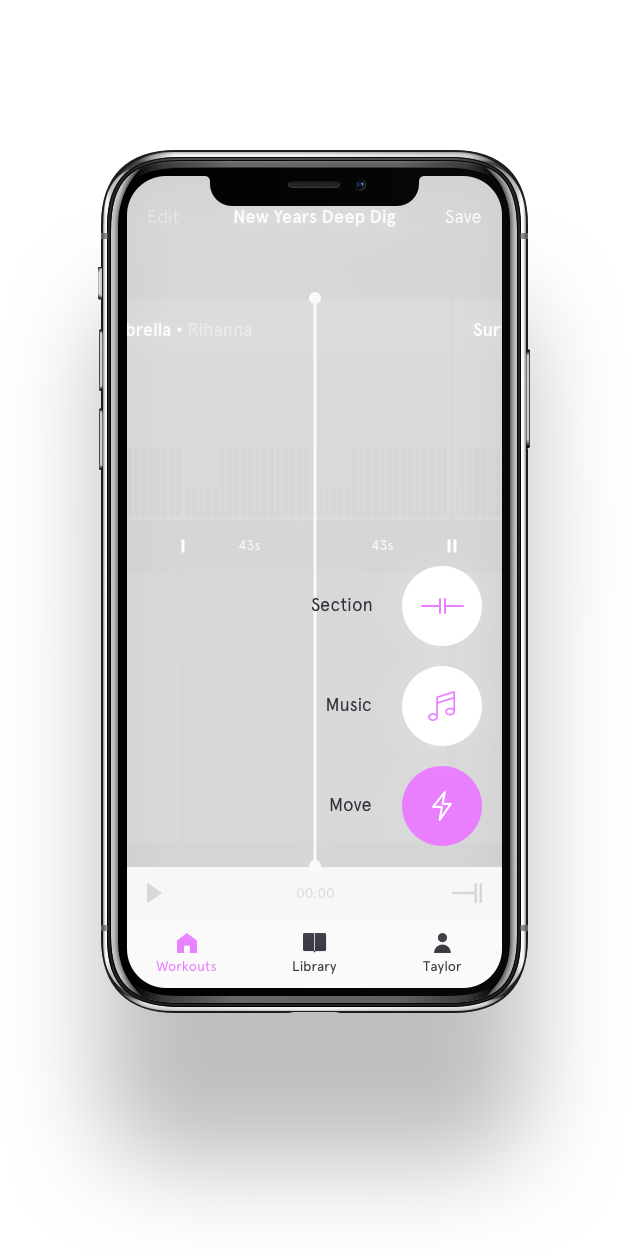 Edit New Years Deep Dig Save
brella • Rihanna Sur
43s 43s
Section
Music
Move
00:00
Workouts Library Taylor